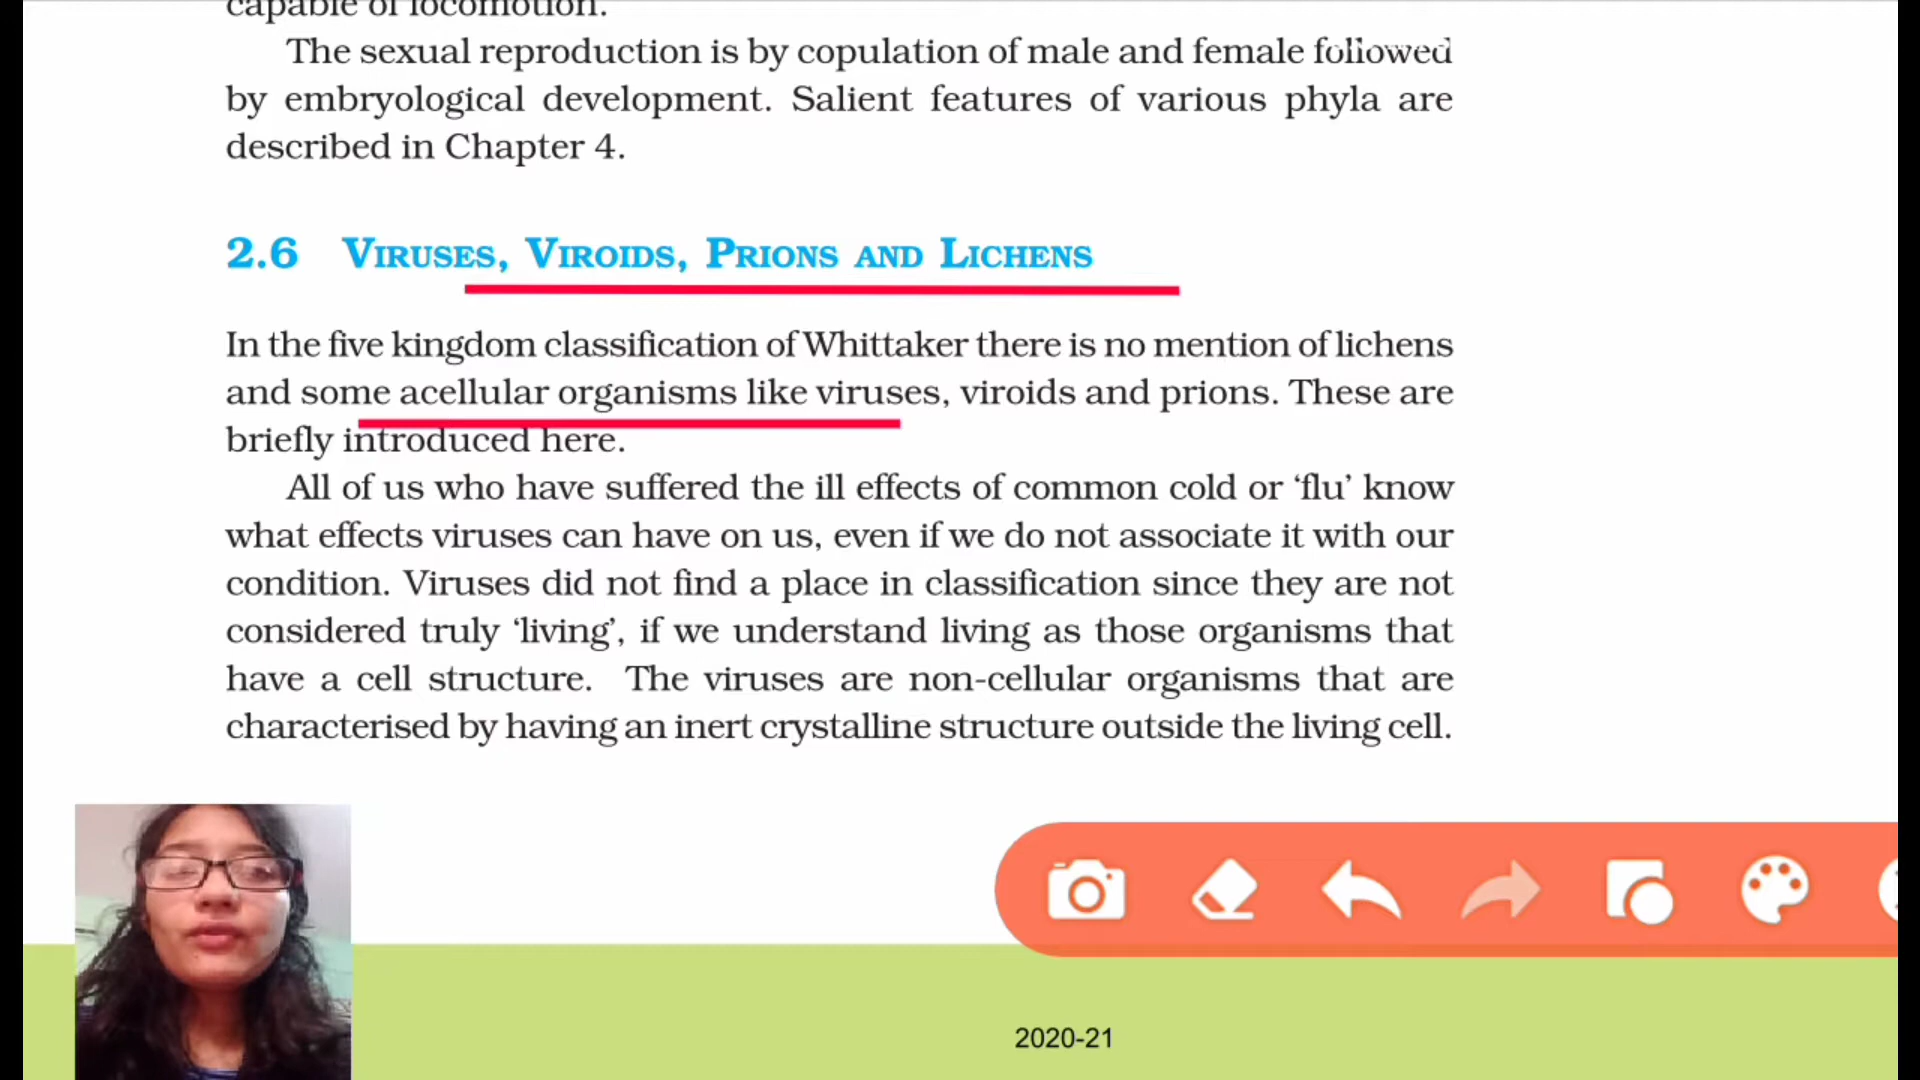 capable of locomotion.
The sexual reproduction is by copulation of male and female followed
by embryological development. Salient features of various phyla are
described in Chapter 4.
2.6 VIRUSES, VIROIDS, PRIONS AND LICHENS
In the five kingdom classification of Whittaker there is no mention of lichens
and some acellular organisms like viruses, viroids and prions. These are
briefly introduced here.
All of us who have suffered the ill effects of common cold or ‘flu’ know
what effects viruses can have on us, even if we do not associate it with our
condition. Viruses did not find a place in classification since they are not
considered truly ‘living’, if we understand living as those organisms that
have a cell structure. The viruses are non-cellular organisms that are
characterised by having an inert crystalline structure outside the living cell.
2020-21